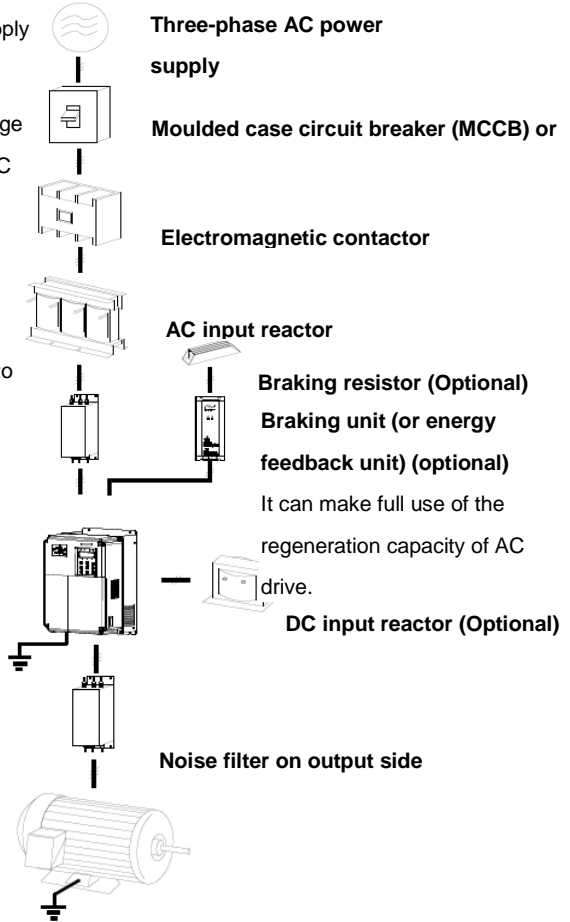 Three-phase AC power
supply
Moulded case circuit breaker (MCCB) or
Electromagnetic contactor
AC input reactor
to
Braking resistor (Optional)
Braking unit (or energy
feedback unit) (optional)
It can make full use of the
regeneration capacity of AC
drive.
DC input reactor (Optional)
Noise filter on output side